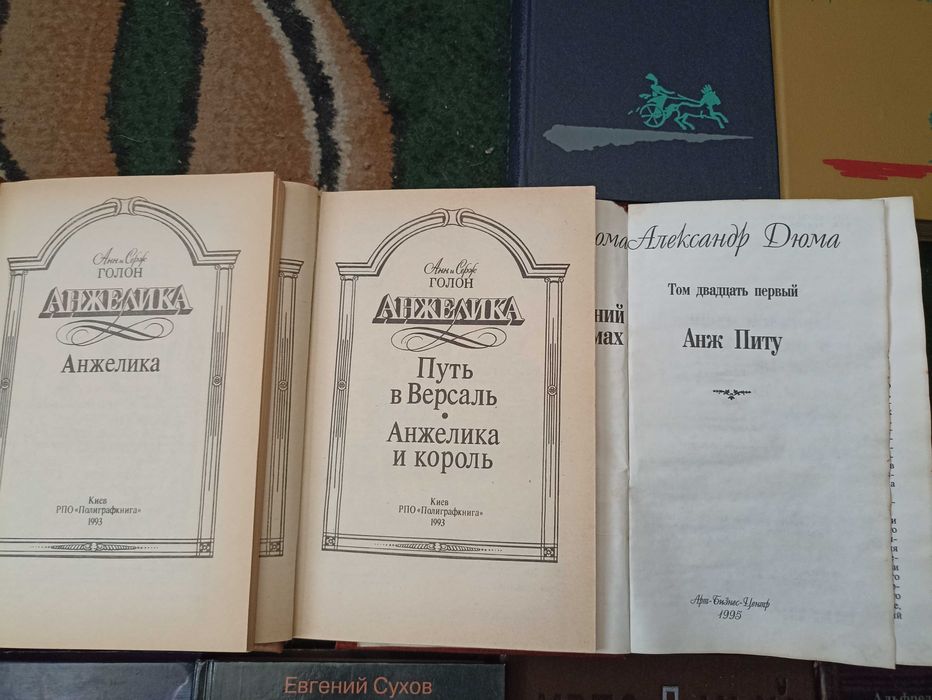 Анн и Серж
ГОЛОН
АНЖЕЛИКА
Анжелика
Киев
РПО «Полиграфкнига»
1993
Анн и Серж
ГОЛОН
АНЖЕЛИКА
Путь
в Версаль
•
Анжелика
и король
Киев
РПО «Полиграфкнига»
1993
Александр Дюма
Том двадцать первый
Анж Питу
Арт-Бизнес-Центр
1995
Евгений Сухов